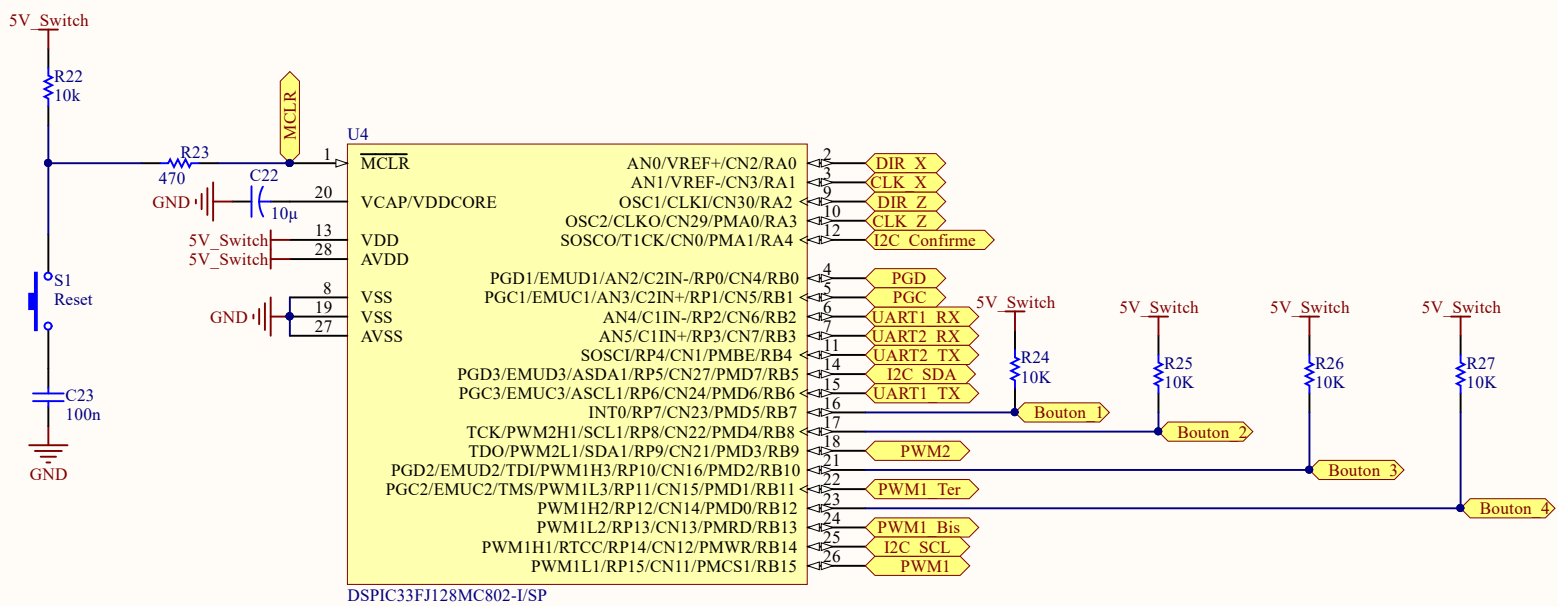 5V_Switch
R22
10k
MCLR
R23
470
C22
10µ
GND
S1
Reset
C23
100n
GND
U4
1 MCLR
20 VCAP/VDDCORE
5V_Switch 13 VDD
5V_Switch 28 AVDD
8 VSS
GND 19 VSS
27 AVSS
AN0/VREF+/CN2/RA0 2 DIR_X
AN1/VREF-/CN3/RA1 3 CLK_X
OSC1/CLKI/CN30/RA2 9 DIR_Z
OSC2/CLKO/CN29/PMA0/RA3 10 CLK_Z
SOSCO/T1CK/CN0/PMA1/RA4 12 I2C_Confirme
PGD1/EMUD1/AN2/C2IN-/RP0/CN4/RB0 4 PGD
PGC1/EMUC1/AN3/C2IN+/RP1/CN5/RB1 5 PGC
AN4/C1IN-/RP2/CN6/RB2 6 UART1_RX
AN5/C1IN+/RP3/CN7/RB3 7 UART2_RX
SOSCI/RP4/CN1/PMBE/RB4 11 UART2_TX
PGD3/EMUD3/ASDA1/RP5/CN27/PMD7/RB5 14 I2C_SDA
PGC3/EMUC3/ASCL1/RP6/CN24/PMD6/RB6 15 UART1_TX
INT0/RP7/CN23/PMD5/RB7 16 Bouton_1
TCK/PWM2H1/SCL1/RP8/CN22/PMD4/RB8 17 Bouton_2
TDO/PWM2L1/SDA1/RP9/CN21/PMD3/RB9 18 PWM2
PGD2/EMUD2/TDI/PWM1H3/RP10/CN16/PMD2/RB10 21 Bouton_3
PGC2/EMUC2/TMS/PWM1L3/RP11/CN15/PMD1/RB11 22 PWM1_Ter
PWM1H2/RP12/CN14/PMD0/RB12 23 Bouton_4
PWM1L2/RP13/CN13/PMRD/RB13 24 PWM1_Bis
PWM1H1/RTCC/RP14/CN12/PMWR/RB14 25 I2C_SCL
PWM1L1/RP15/CN11/PMCS1/RB15 26 PWM1
DSPIC33FJ128MC802-I/SP
5V_Switch
R24
10K
5V_Switch
R25
10K
5V_Switch
R26
10K
5V_Switch
R27
10K